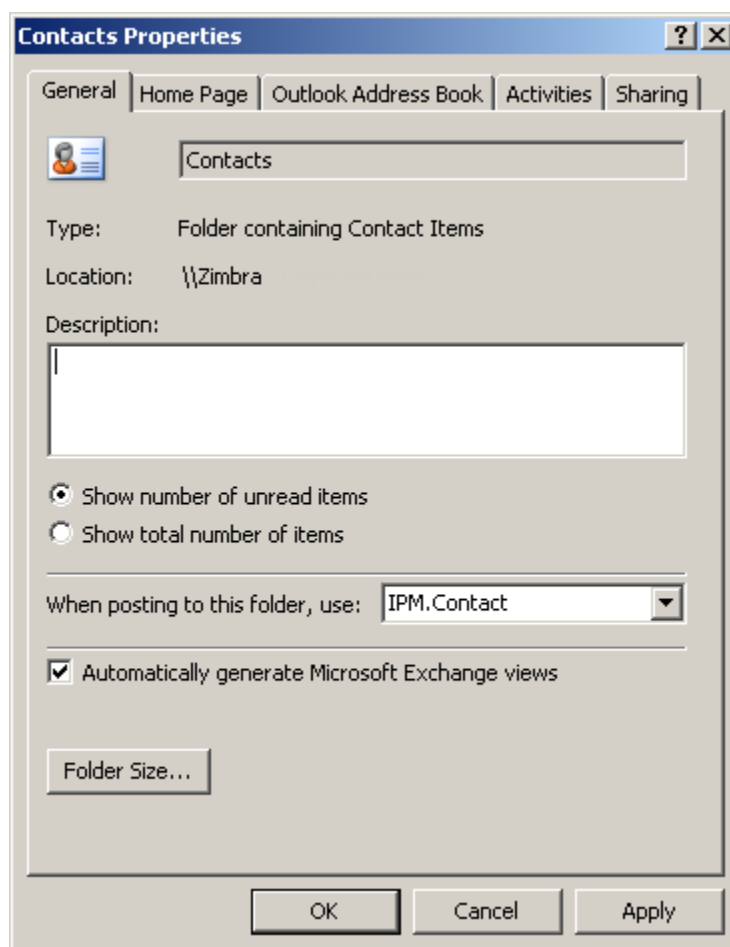 Contacts Properties
General Home Page Outlook Address Book Activities Sharing
Contacts
Type: Folder containing Contact Items
Location: \\Zimbra
Description:
Show number of unread items
Show total number of items
When posting to this folder, use: IPM.Contact
Automatically generate Microsoft Exchange views
Folder Size...
OK Cancel Apply